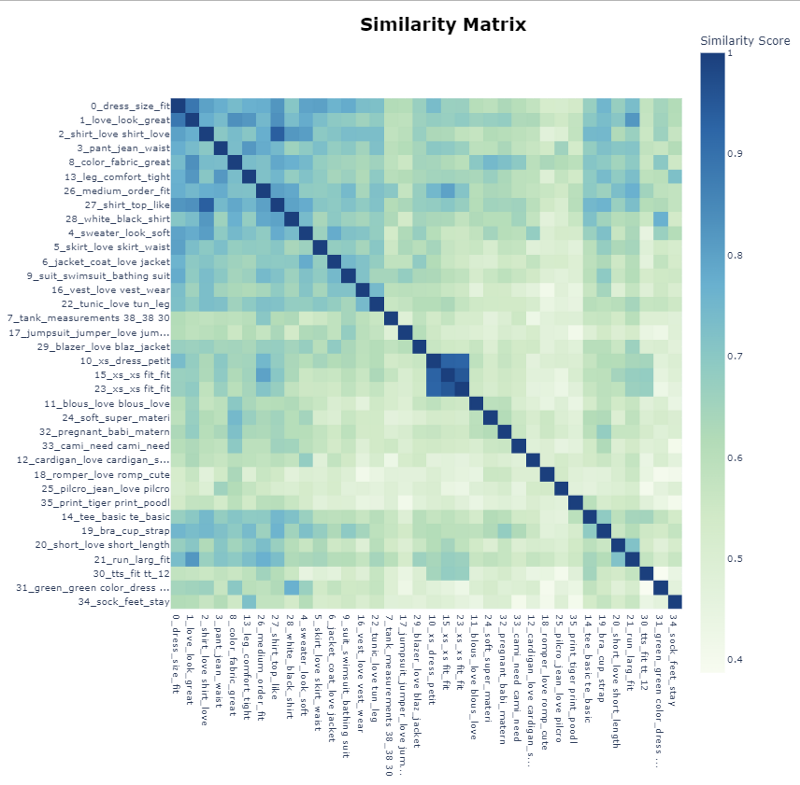 Similarity Matrix
Similarity Score
1
0.9
0.8
0.7
0.6
0.5
0.4
0_dress_size_fit
1_love_look_great
2_shirt_love shirt_love
3_pant_jean_waist
8_color_fabric_great
13_leg_comfort_tight
26_medium_order_fit
27_shirt_top_like
28_white_black_shirt
4_sweater_look_soft
5_skirt_love skirt_waist
6_jacket_coat_love jacket
9_suit_swimsuit_bathing suit
16_vest_love vest_wear
22_tunic_love tun_leg
7_tank_measurements 38_38 30
17_jumpsuit_jumper_love jum...
29_blazer_love blaz_jacket
10_xs_dress_petit
15_xs_xs fit_fit
23_xs_xs fit_fit
11_blous_love blous_love
24_soft_super_materi
32_pregnant_babi_matern
33_cami_need cami_need
12_cardigan_love cardigan_s...
18_romper_love romp_cute
25_pilcro_jean_love pilcro
35_print_tiger print_poodl
14_tee_basic te_basic
19_bra_cup_strap
20_short_love short_length
21_run_larg_fit
30_tts_fit tt_12
31_green_green color_dress ...
34_sock_feet_stay
0_dress_size_fit
1_love_look_great
2_shirt_love shirt_love
3_pant_jean_waist
8_color_fabric_great
13_leg_comfort_tight
26_medium_order_fit
27_shirt_top_like
28_white_black_shirt
4_sweater_look_soft
5_skirt_love skirt_waist
6_jacket_coat_love jacket
9_suit_swimsuit_bathing suit
16_vest_love vest_wear
22_tunic_love tun_leg
7_tank_measurements 38_38 30
17_jumpsuit_jumper_love jum...
29_blazer_love blaz_jacket
10_xs_dress_petit
15_xs_xs fit_fit
23_xs_xs fit_fit
11_blous_love blous_love
24_soft_super_materi
32_pregnant_babi_matern
33_cami_need cami_need
12_cardigan_love cardigan_s...
18_romper_love romp_cute
25_pilcro_jean_love pilcro
35_print_tiger print_poodl
14_tee_basic te_basic
19_bra_cup_strap
20_short_love short_length
21_run_larg_fit
30_tts_fit tt_12
31_green_green color_dress ...
34_sock_feet_stay